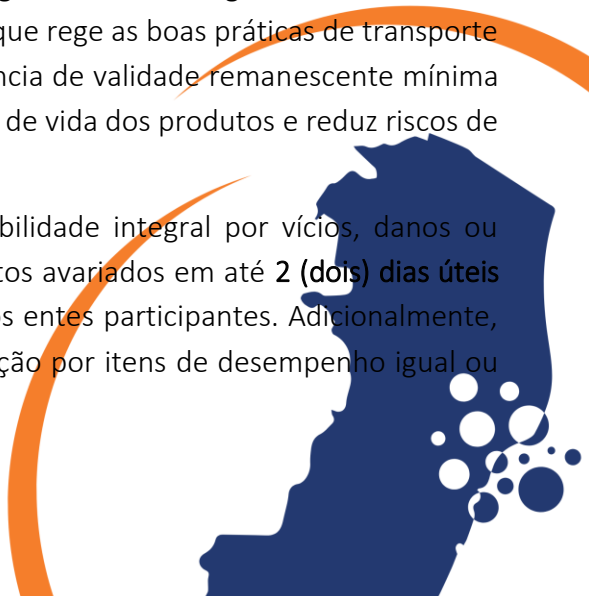 que rege as boas práticas de transporte
ncia de validade remanescente mínima
de vida dos produtos e reduz riscos de
bilidade integral por vícios, danos ou
tos avariados em até 2 (dois) dias úteis
s entes participantes. Adicionalmente,
ção por itens de desempenho igual ou